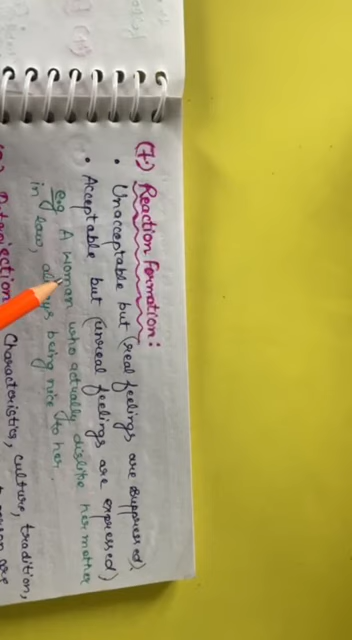 (7.) Reaction Formation:
• Unacceptable but (real feelings are suppressed)
• Acceptable but (unreal feelings are expressed)
eg A woman who actually dislike her mother
in law, always being nice to her.
Characteristics, culture, tradition,